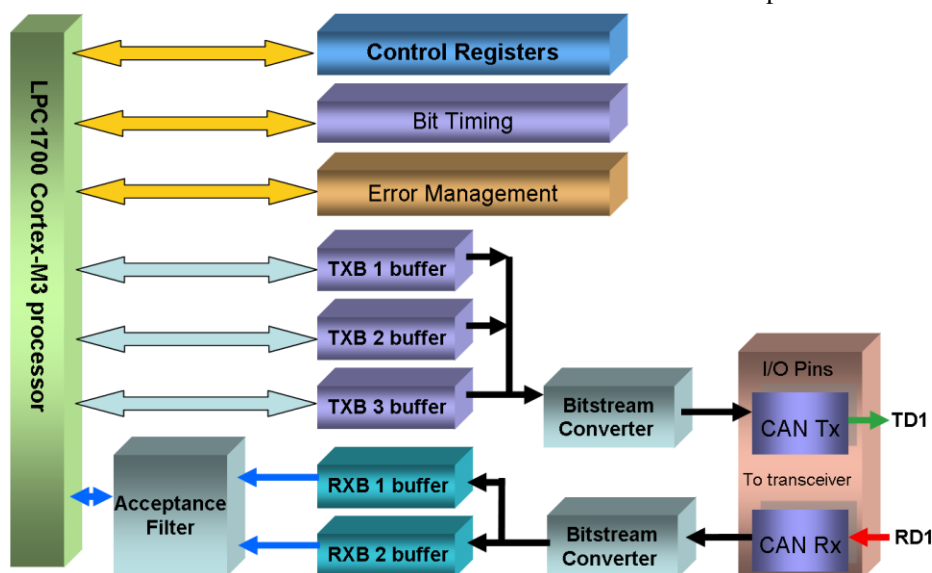 LPC1700 Cortex-M3 processor
Control Registers
Bit Timing
Error Management
TXB 1 buffer
TXB 2 buffer
TXB 3 buffer
Bitstream
Converter
I/O Pins
CAN Tx
TD1
To transceiver
Acceptance
Filter
RXB 1 buffer
RXB 2 buffer
Bitstream
Converter
CAN Rx
RD1